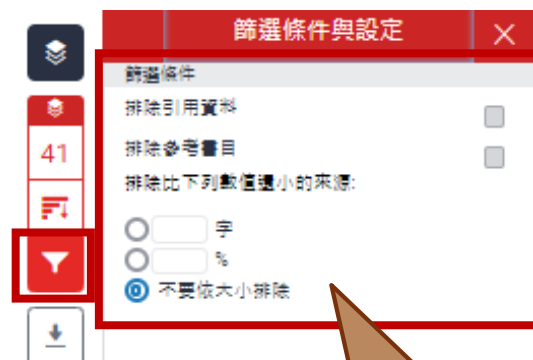 篩選條件與設定
篩選條件
排除引用資料
41
排除參考書目
排除比下列數值還小的來源:
字
%
不要依大小排除